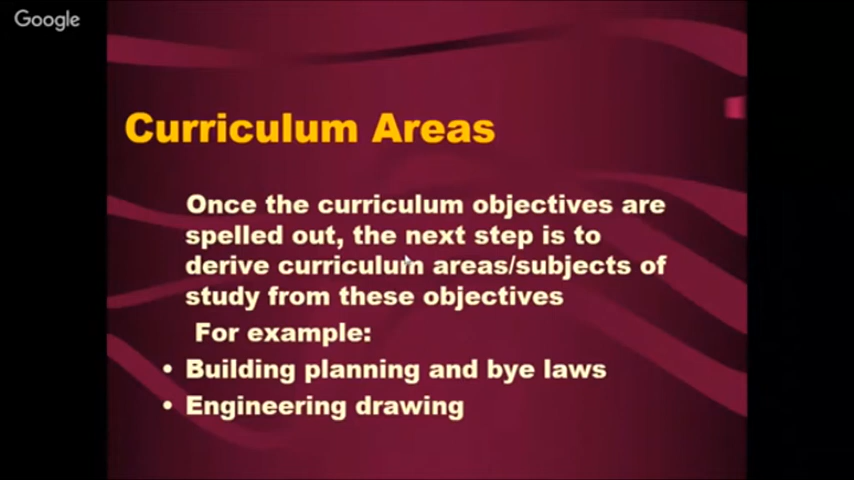 Google
Curriculum Areas
Once the curriculum objectives are
spelled out, the next step is to
derive curriculum areas/subjects of
study from these objectives
For example:
• Building planning and bye laws
• Engineering drawing